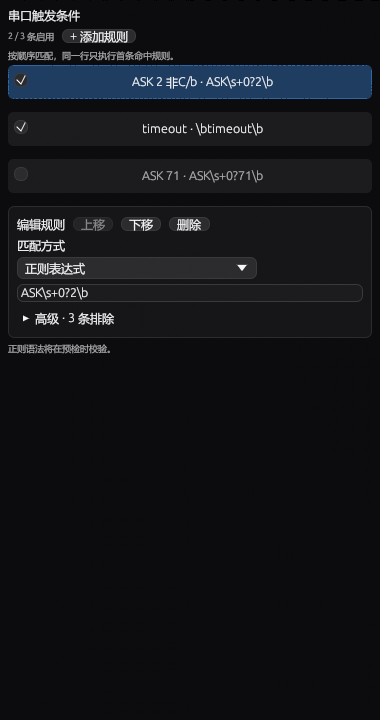 串口触发条件
2 / 3 条启用 + 添加规则
按顺序匹配，同一行只执行首条命中规则。
ASK 2 非C/b · ASK\s+0?2\b
timeout · \btimeout\b
ASK 71 · ASK\s+0?71\b
编辑规则 上移 下移 删除
匹配方式
正则表达式
ASK\s+0?2\b
高级 · 3 条排除
正则语法将在预检时校验。